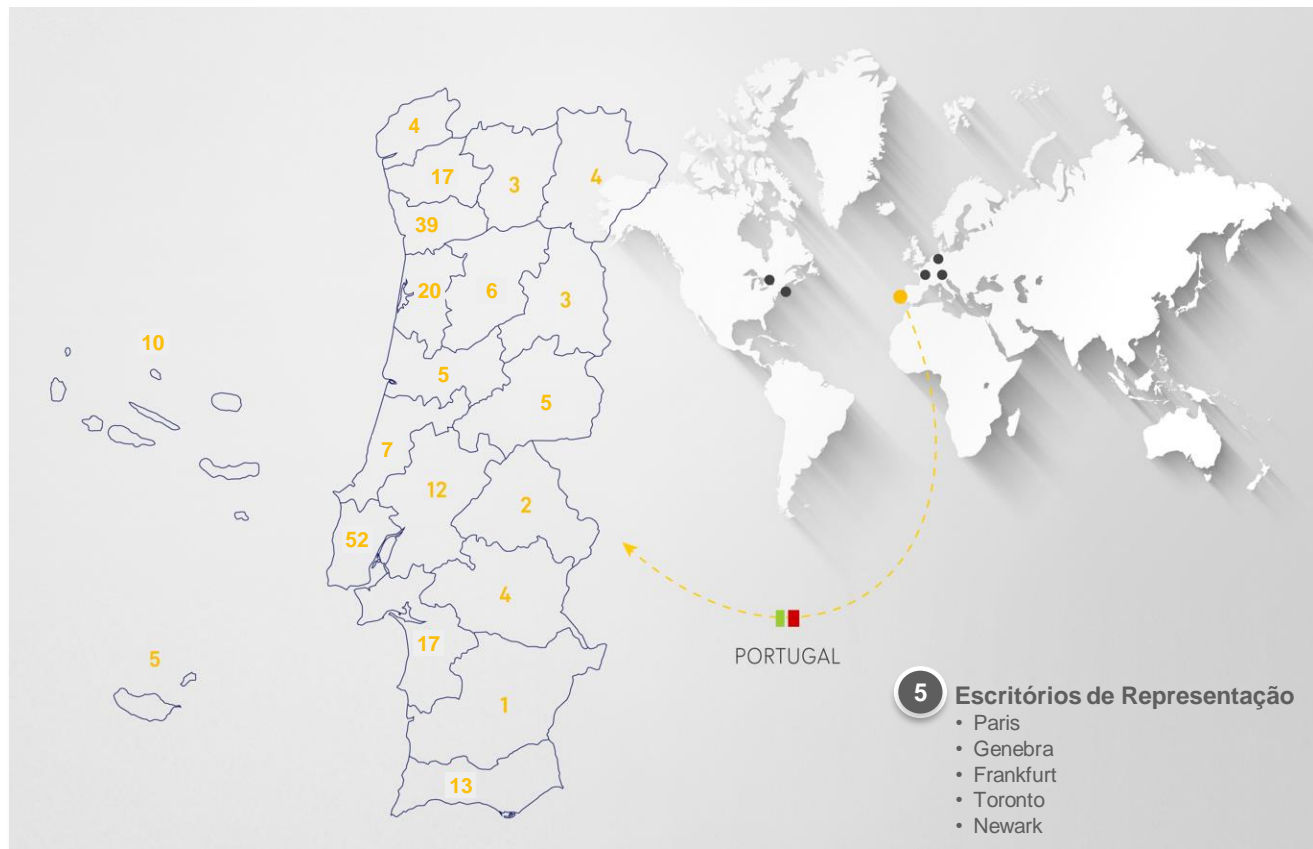 4
17
3
4
39
20
6
3
10
5
5
7
12
2
52
4
17
5
1
13
PORTUGAL
5 Escritórios de Representação
• Paris
• Genebra
• Frankfurt
• Toronto
• Newark